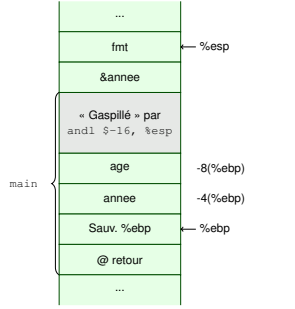 ...
fmt
%esp
&annee
« Gaspillé » par
andl $-16, %esp
age
-8(%ebp)
main
annee
-4(%ebp)
Sauv. %ebp
%ebp
@ retour
...